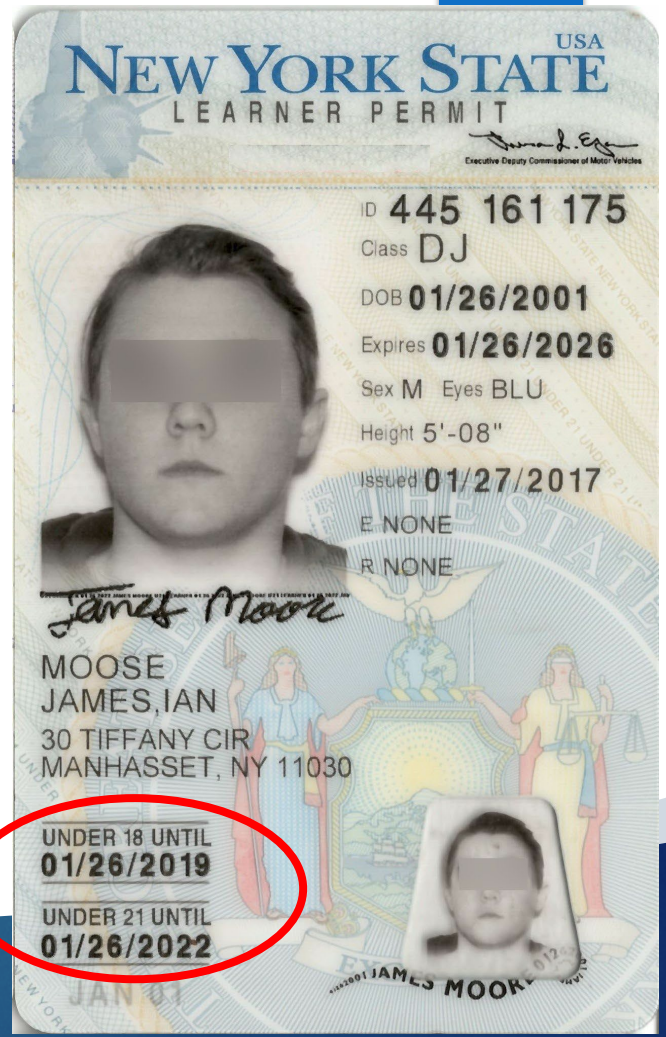 USA
NEW YORK STATE
LEARNER PERMIT
Executive Deputy Commissioner of Motor Vehicles
ID 445 161 175
Class DJ
DOB 01/26/2001
Expires 01/26/2026
Sex M Eyes BLU
Height 5'-08"
Issued 01/27/2017
E NONE
R NONE
James Moore
MOOSE
JAMES,IAN
30 TIFFANY CIR
MANHASSET, NY 11030
UNDER 18 UNTIL
01/26/2019
UNDER 21 UNTIL
01/26/2022
JAN 01
JAMES MOORE